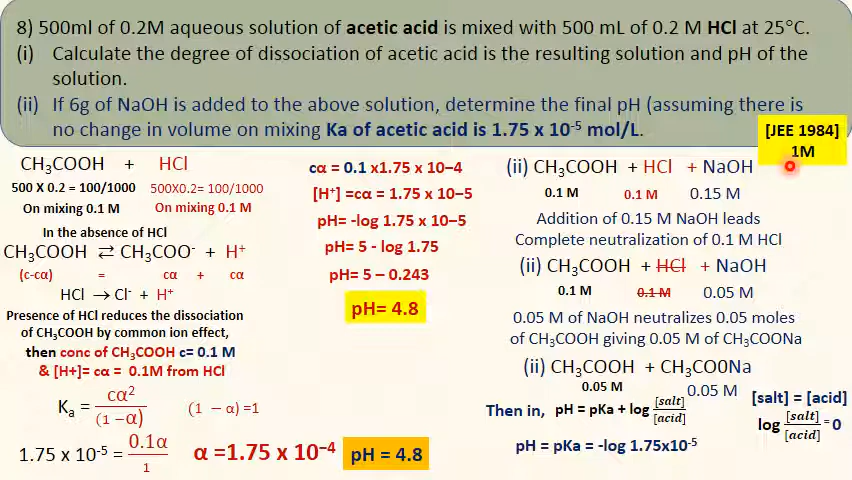 8) 500ml of 0.2M aqueous solution of acetic acid is mixed with 500 mL of 0.2 M HCl at 25°C.
(i) Calculate the degree of dissociation of acetic acid is the resulting solution and pH of the
solution.
(ii) If 6g of NaOH is added to the above solution, determine the final pH (assuming there is
no change in volume on mixing Ka of acetic acid is 1.75 x 10⁻⁵ mol/L.
[JEE 1984]
1M
CH₃COOH + HCl
500 X 0.2 = 100/1000 500X0.2= 100/1000
On mixing 0.1 M On mixing 0.1 M
In the absence of HCl
CH₃COOH ⇄ CH₃COO⁻ + H⁺
(c-cα) = cα + cα
HCl → Cl⁻ + H⁺
Presence of HCl reduces the dissociation
of CH₃COOH by common ion effect,
then conc of CH₃COOH c= 0.1 M
& [H+]= cα = 0.1M from HCl
Kₐ = cα²/(1 −α) (1 − α) =1
1.75 x 10⁻⁵ = 0.1α/1 α =1.75 x 10⁻⁴
cα = 0.1 x1.75 x 10−4
[H⁺] =cα = 1.75 x 10−5
pH= -log 1.75 x 10−5
pH= 5 - log 1.75
pH= 5 – 0.243
pH= 4.8
pH = 4.8
(ii) CH₃COOH + HCl + NaOH
0.1 M 0.1 M 0.15 M
Addition of 0.15 M NaOH leads
Complete neutralization of 0.1 M HCl
(ii) CH₃COOH + HCl + NaOH
0.1 M 0.1 M 0.05 M
0.05 M of NaOH neutralizes 0.05 moles
of CH₃COOH giving 0.05 M of CH₃COONa
(ii) CH₃COOH + CH₃CO0Na
0.05 M 0.05 M
Then in, pH = pKa + log [salt]/[acid]
pH = pKa = -log 1.75x10⁻⁵
[salt] = [acid]
log [salt]/[acid] = 0